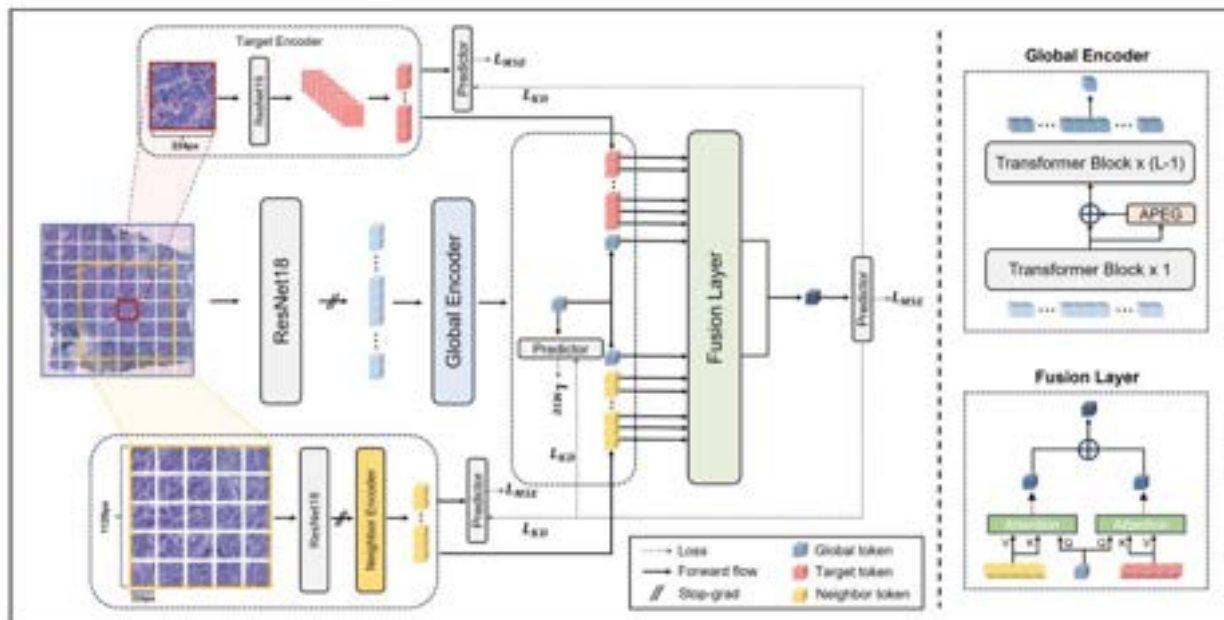 Target Encoder
224px
ResNet18
Predictor
L_MSE
L_KD
ResNet18
Global Encoder
Predictor
L_MSE
L_KD
Fusion Layer
Predictor
L_MSE
1120px
ResNet18
Neighbor Encoder
Predictor
L_MSE
L_KD
Loss
Forward flow
Stop-grad
Global token
Target token
Neighbor token
Global Encoder
Transformer Block x (L-1)
APEG
Transformer Block x 1
Fusion Layer
Attention
Attention
V K Q Q K V